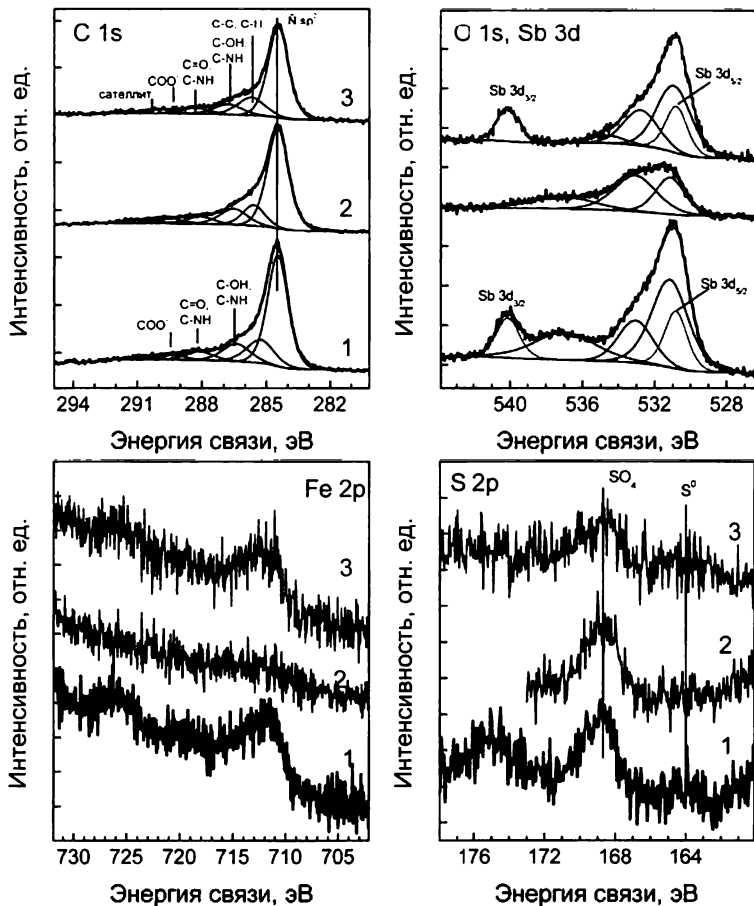 C 1s
C-C, C-H
Ñ sp²
C-OH,
C-NH
C=O,
C-NH
COO⁻
сателлит
3
2
C-OH,
C-NH
C=O,
C-NH
COO⁻
1
294 291 288 285 282
Энергия связи, эВ
Интенсивность, отн. ед.
O 1s, Sb 3d
Sb 3d₅/₂
Sb 3d₃/₂
3
2
Sb 3d₃/₂
Sb 3d₅/₂
1
540 536 532 528
Энергия связи, эВ
Интенсивность, отн. ед.
Fe 2p
3
2
1
730 725 720 715 710 705
Энергия связи, эВ
Интенсивность, отн. ед.
S 2p
SO₄
S⁰
3
2
1
176 172 168 164
Энергия связи, эВ
Интенсивность, отн. ед.